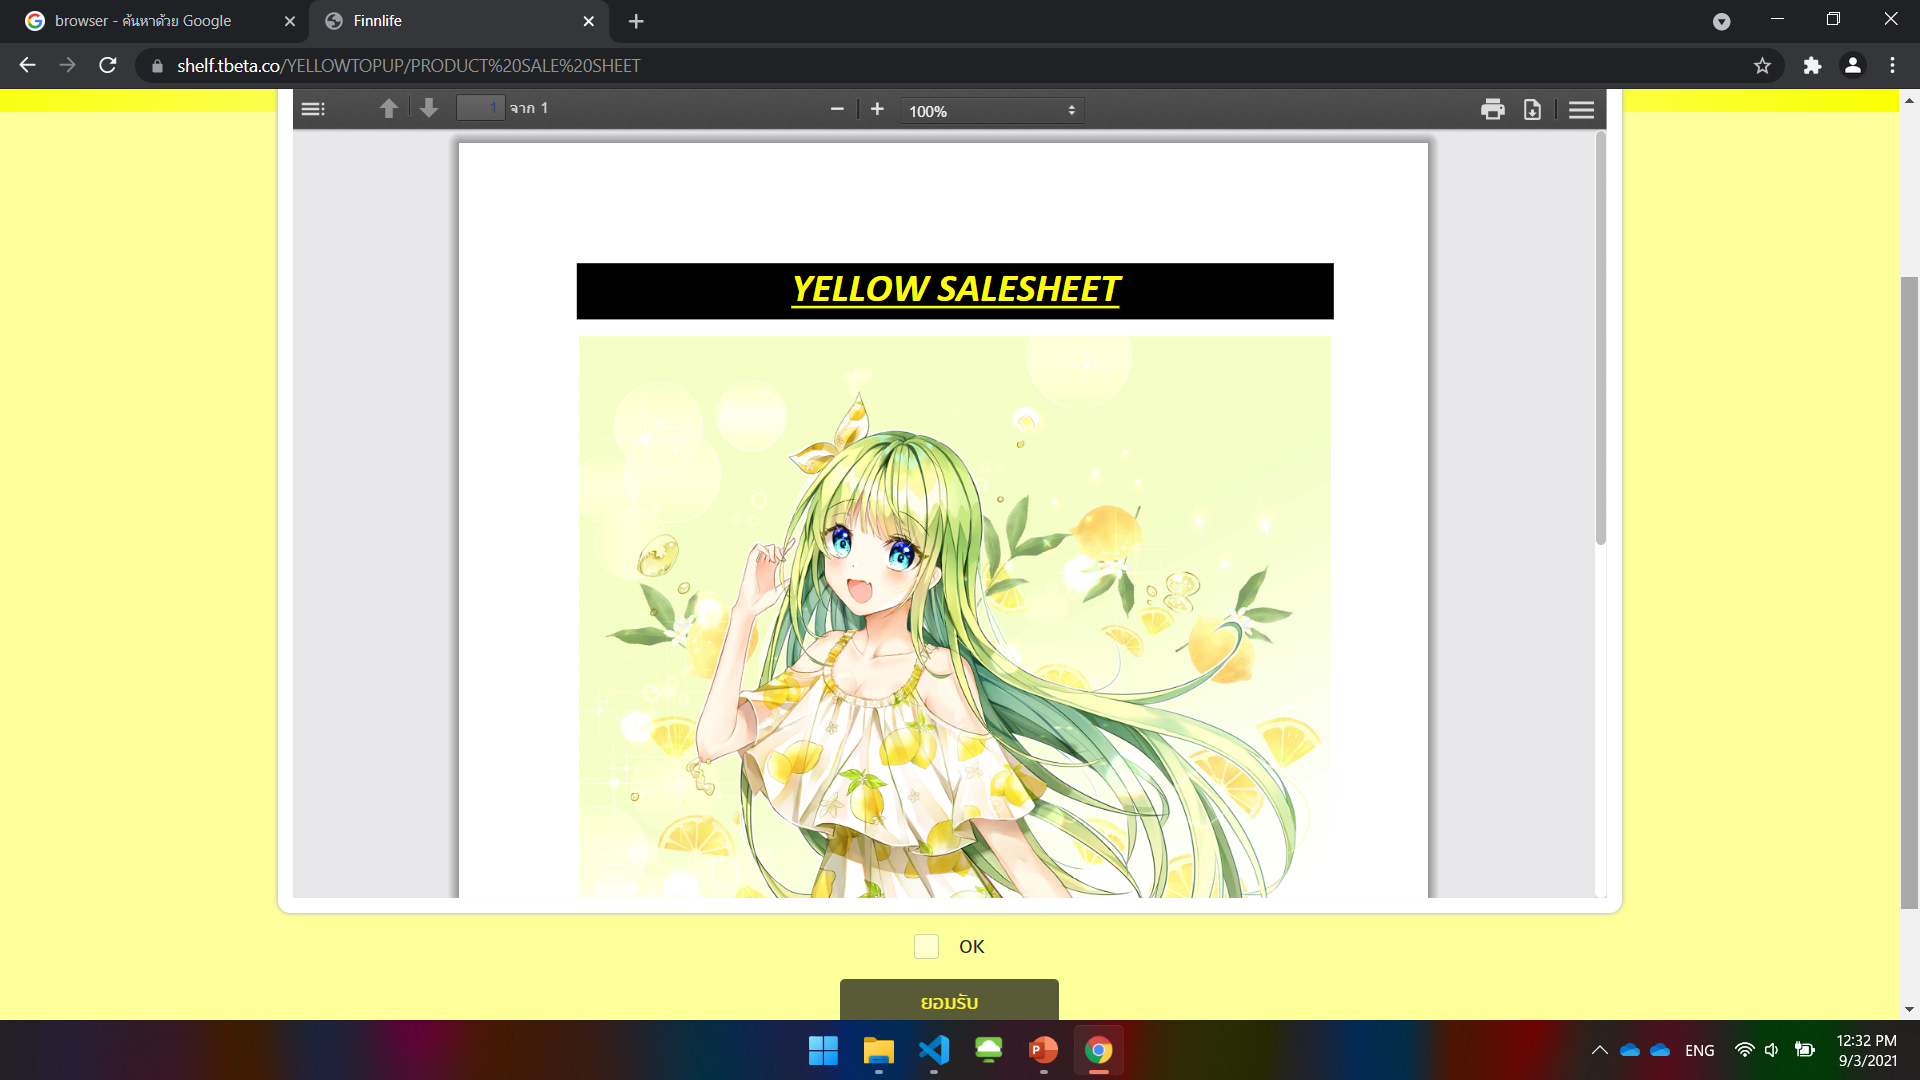 browser - ค้นหาด้วย Google
Finnlife
shelf.tbeta.co/YELLOWTOPUP/PRODUCT%20SALE%20SHEET
1 จาก 1
100%
YELLOW SALESHEET
OK
ยอมรับ
ENG
12:32 PM
9/3/2021